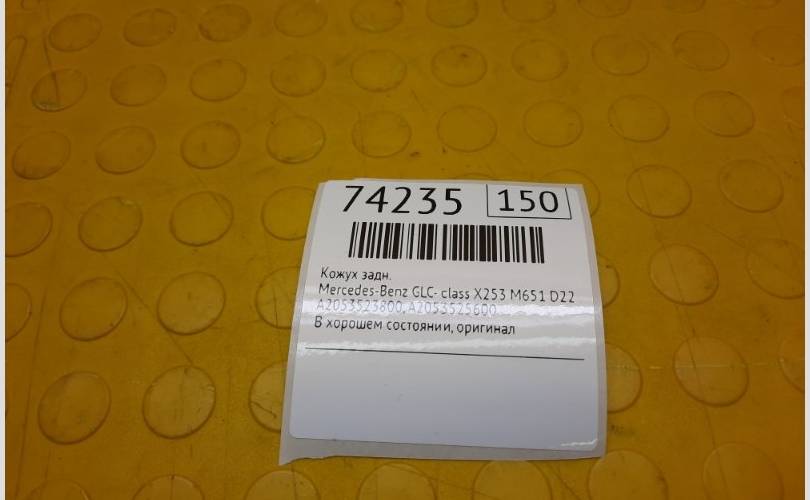 74235 150
Кожух задн.
Mercedes-Benz GLC- class X253 M651 D22
A2053523800, A2053525600
В хорошем состоянии, оригинал